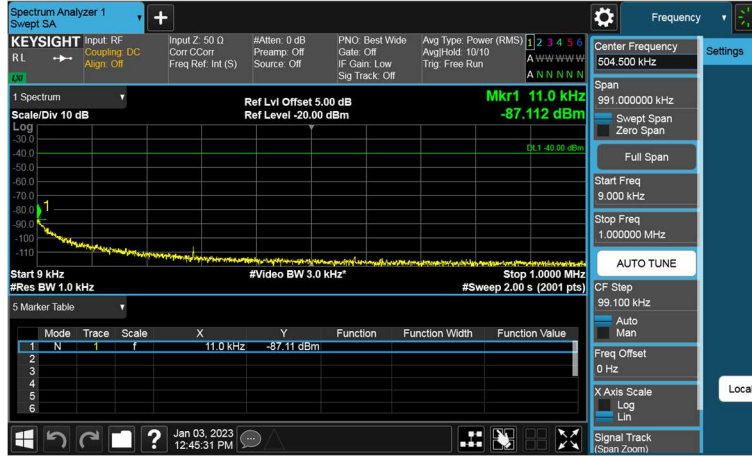 Spectrum Analyzer 1
Swept SA
+
Frequency
KEYSIGHT
RL
LXI
Input: RF
Coupling: DC
Align: Off
Input Z: 50 Ω
Corr CCorr
Freq Ref: Int (S)
#Atten: 0 dB
Preamp: Off
Source: Off
PNO: Best Wide
Gate: Off
IF Gain: Low
Sig Track: Off
Avg Type: Power (RMS)
Avg|Hold: 10/10
Trig: Free Run
1 2 3 4 5 6
A W W W W W
A N N N N N
1 Spectrum
Scale/Div 10 dB
Ref Lvl Offset 5.00 dB
Ref Level -20.00 dBm
Mkr1 11.0 kHz
-87.112 dBm
Log
-30.0
-40.0
-50.0
-60.0
-70.0
-80.0
-90.0
-100
-110
DL1 -40.00 dBm
1
Start 9 kHz
#Res BW 1.0 kHz
#Video BW 3.0 kHz*
Stop 1.0000 MHz
#Sweep 2.00 s (2001 pts)
5 Marker Table
Mode Trace Scale X Y Function Function Width Function Value
1 N 1 f 11.0 kHz -87.11 dBm
2
3
4
5
6
Jan 03, 2023
12:45:31 PM
Center Frequency
504.500 kHz
Settings
Span
991.000000 kHz
Swept Span
Zero Span
Full Span
Start Freq
9.000 kHz
Stop Freq
1.000000 MHz
AUTO TUNE
CF Step
99.100 kHz
Auto
Man
Freq Offset
0 Hz
X Axis Scale
Log
Lin
Local
Signal Track
(Span Zoom)